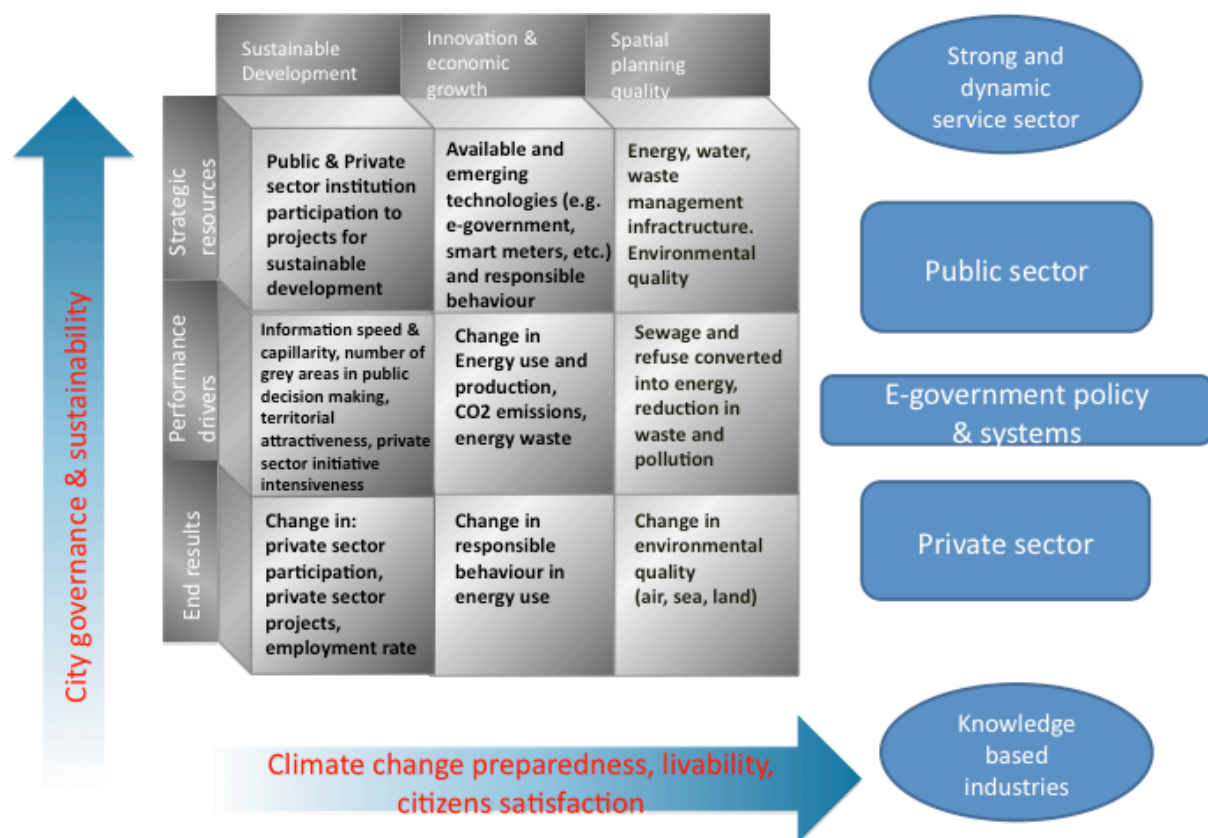 Sustainable
Development
Innovation &
economic
growth
Spatial
planning
quality
Strategic
resources
Public & Private
sector institution
participation to
projects for
sustainable
development
Available and
emerging
technologies (e.g.
e-government,
smart meters, etc.)
and responsible
behaviour
Energy, water,
waste
management
infractructure.
Environmental
quality
Performance
drivers
Information speed &
capillarity, number of
grey areas in public
decision making,
territorial
attractiveness, private
sector initiative
intensiveness
Change in
Energy use and
production,
CO2 emissions,
energy waste
Sewage and
refuse converted
into energy,
reduction in
waste and
pollution
End results
Change in:
private sector
participation,
private sector
projects,
employment rate
Change in
responsible
behaviour in
energy use
Change in
environmental
quality
(air, sea, land)
City governance & sustainability
Climate change preparedness, livability,
citizens satisfaction
Strong and
dynamic
service sector
Public sector
E-government policy
& systems
Private sector
Knowledge
based
industries